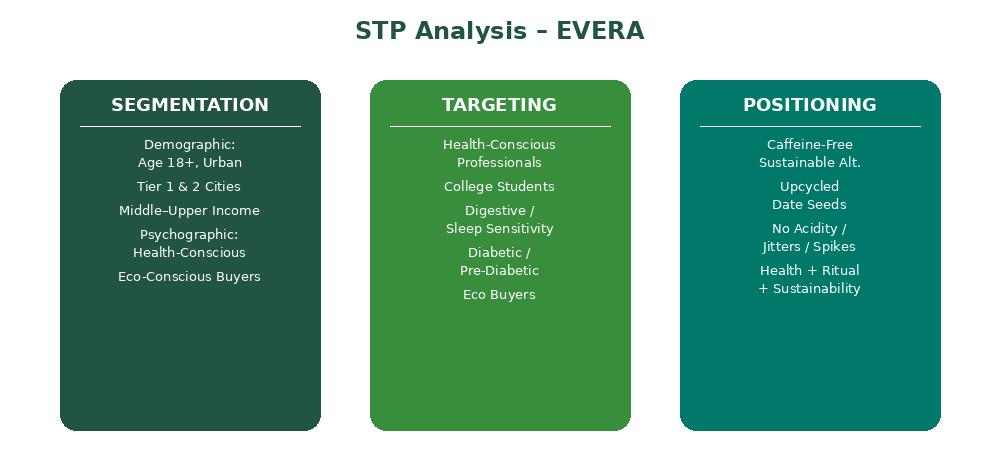 STP Analysis – EVERA
SEGMENTATION
Demographic:
Age 18+, Urban
Tier 1 & 2 Cities
Middle–Upper Income
Psychographic:
Health-Conscious
Eco-Conscious Buyers
TARGETING
Health-Conscious
Professionals
College Students
Digestive /
Sleep Sensitivity
Diabetic /
Pre-Diabetic
Eco Buyers
POSITIONING
Caffeine-Free
Sustainable Alt.
Upcycled
Date Seeds
No Acidity /
Jitters / Spikes
Health + Ritual
+ Sustainability